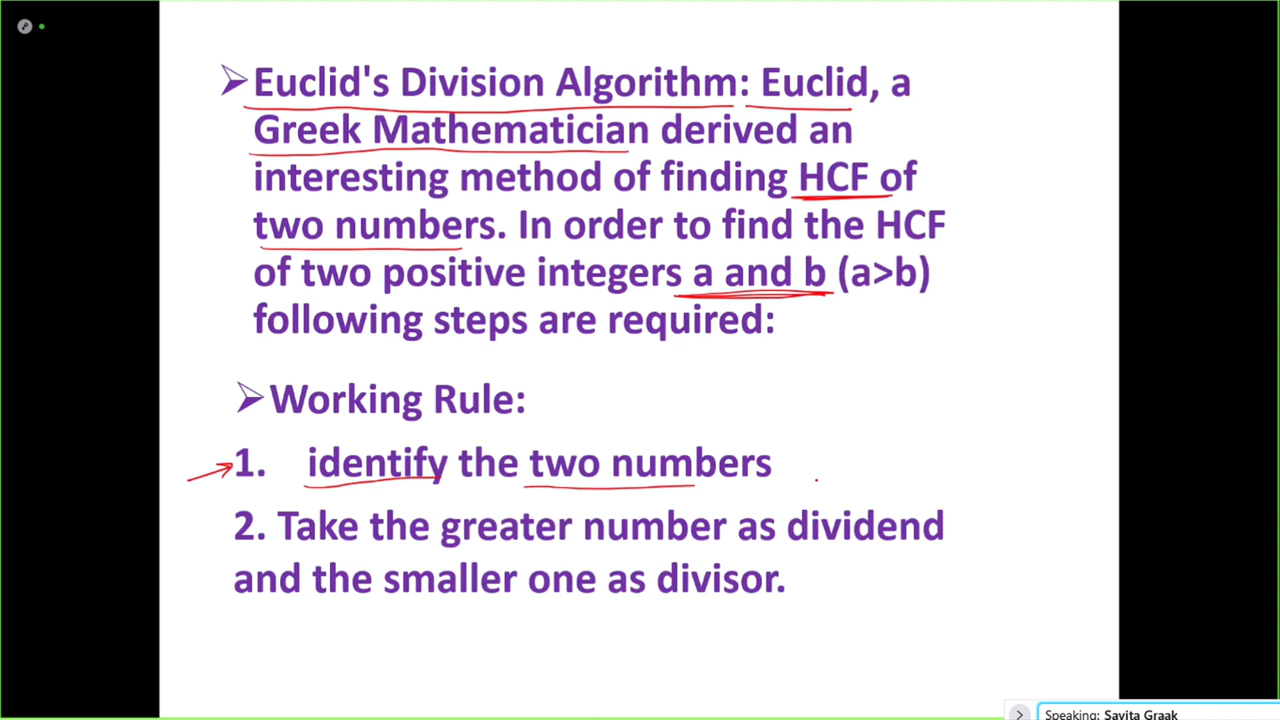 Euclid's Division Algorithm: Euclid, a
Greek Mathematician derived an
interesting method of finding HCF of
two numbers. In order to find the HCF
of two positive integers a and b (a>b)
following steps are required:
Working Rule:
1. identify the two numbers
2. Take the greater number as dividend
and the smaller one as divisor.
Speaking: Savita Graak